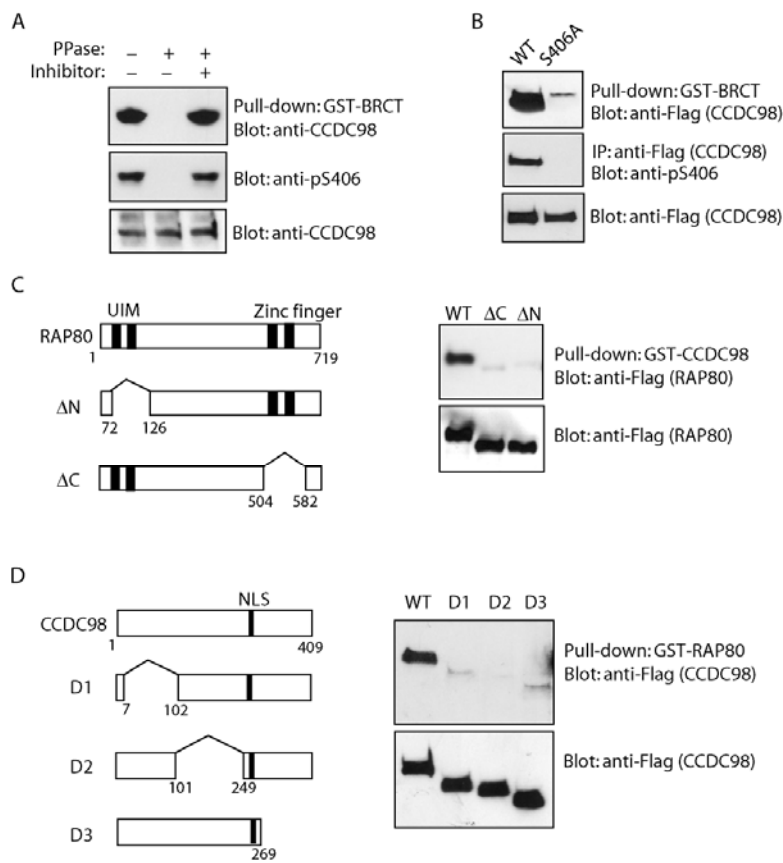 A
PPase: – + +
Inhibitor: – – +
Pull-down: GST-BRCT
Blot: anti-CCDC98
Blot: anti-pS406
Blot: anti-CCDC98
B
WT S406A
Pull-down: GST-BRCT
Blot: anti-Flag (CCDC98)
IP: anti-Flag (CCDC98)
Blot: anti-pS406
Blot: anti-Flag (CCDC98)
C
UIM Zinc finger
RAP80
1 719
ΔN
72 126
ΔC
504 582
WT ΔC ΔN
Pull-down: GST-CCDC98
Blot: anti-Flag (RAP80)
Blot: anti-Flag (RAP80)
D
NLS
CCDC98
1 409
D1
7 102
D2
101 249
D3
269
WT D1 D2 D3
Pull-down: GST-RAP80
Blot: anti-Flag (CCDC98)
Blot: anti-Flag (CCDC98)